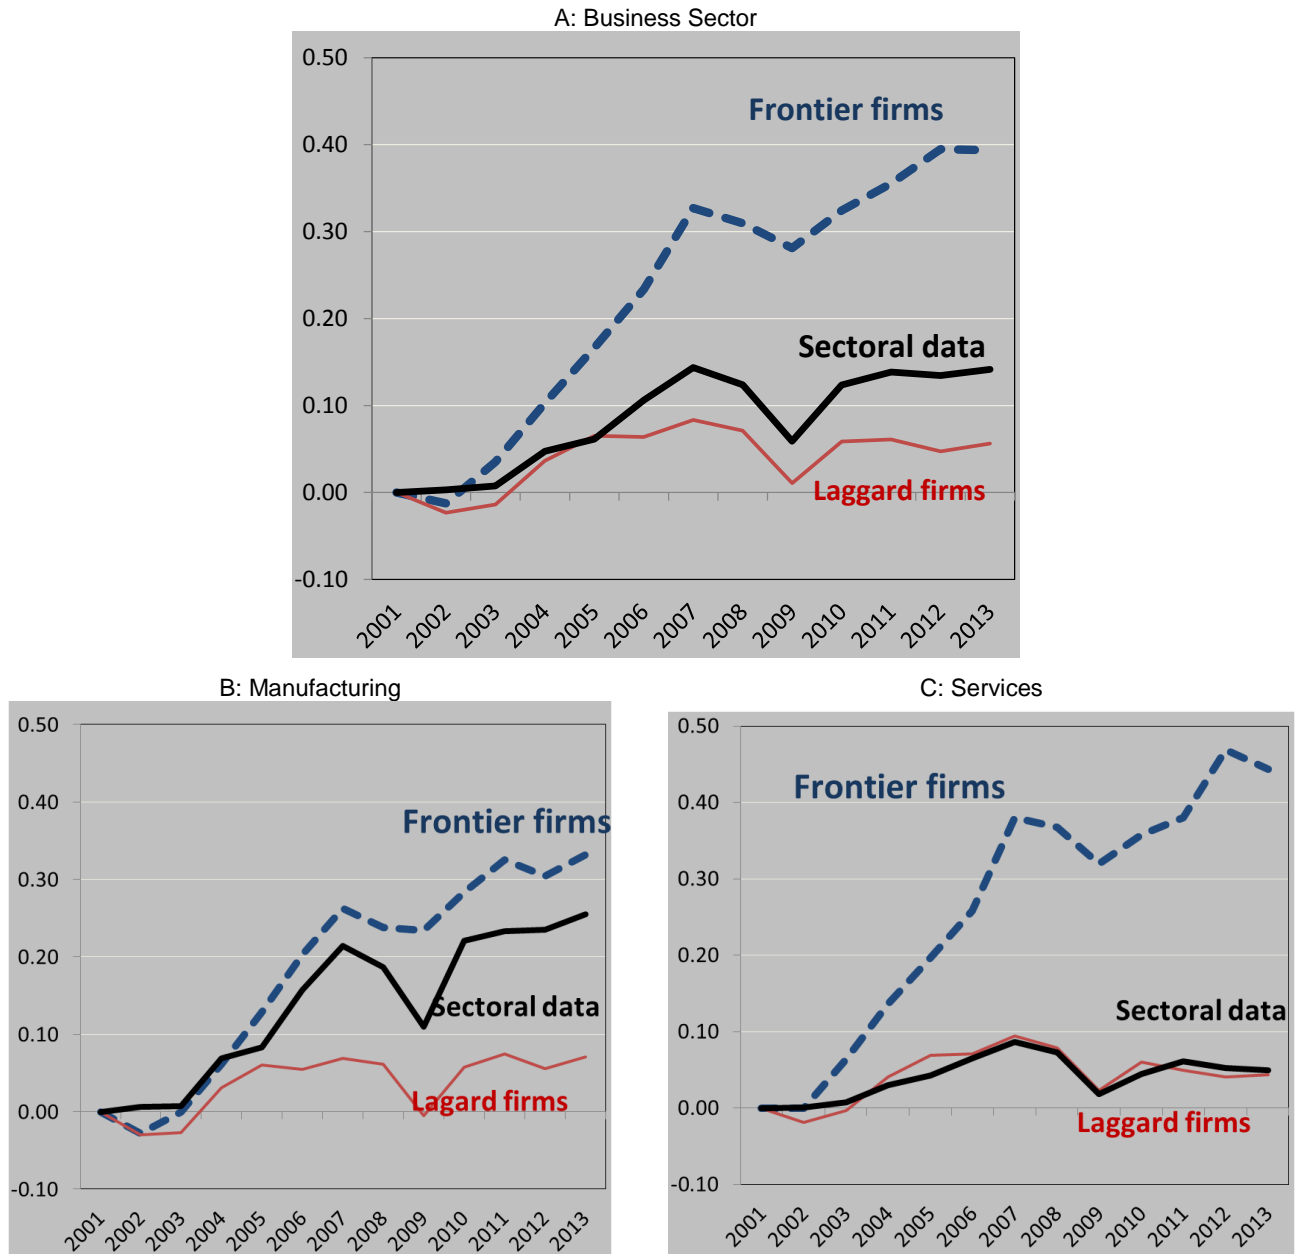 A: Business Sector
0.50
Frontier firms
0.40
0.30
0.20
Sectoral data
0.10
0.00
Laggard firms
-0.10
2001 2002 2003 2004 2005 2006 2007 2008 2009 2010 2011 2012 2013
B: Manufacturing
0.50
0.40
Frontier firms
0.30
0.20
Sectoral data
0.10
0.00
Lagard firms
-0.10
2001 2002 2003 2004 2005 2006 2007 2008 2009 2010 2011 2012 2013
C: Services
0.50
Frontier firms
0.40
0.30
0.20
Sectoral data
0.10
0.00
Laggard firms
-0.10
2001 2002 2003 2004 2005 2006 2007 2008 2009 2010 2011 2012 2013